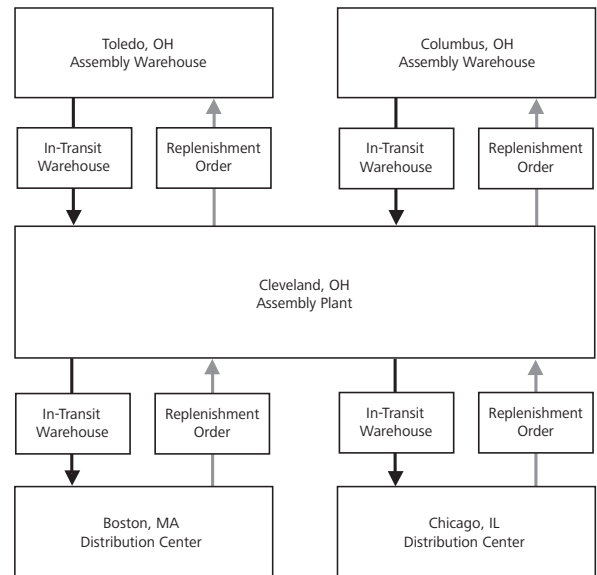 Toledo, OH
Assembly Warehouse
Columbus, OH
Assembly Warehouse
In-Transit
Warehouse
Replenishment
Order
In-Transit
Warehouse
Replenishment
Order
Cleveland, OH
Assembly Plant
In-Transit
Warehouse
Replenishment
Order
In-Transit
Warehouse
Replenishment
Order
Boston, MA
Distribution Center
Chicago, IL
Distribution Center